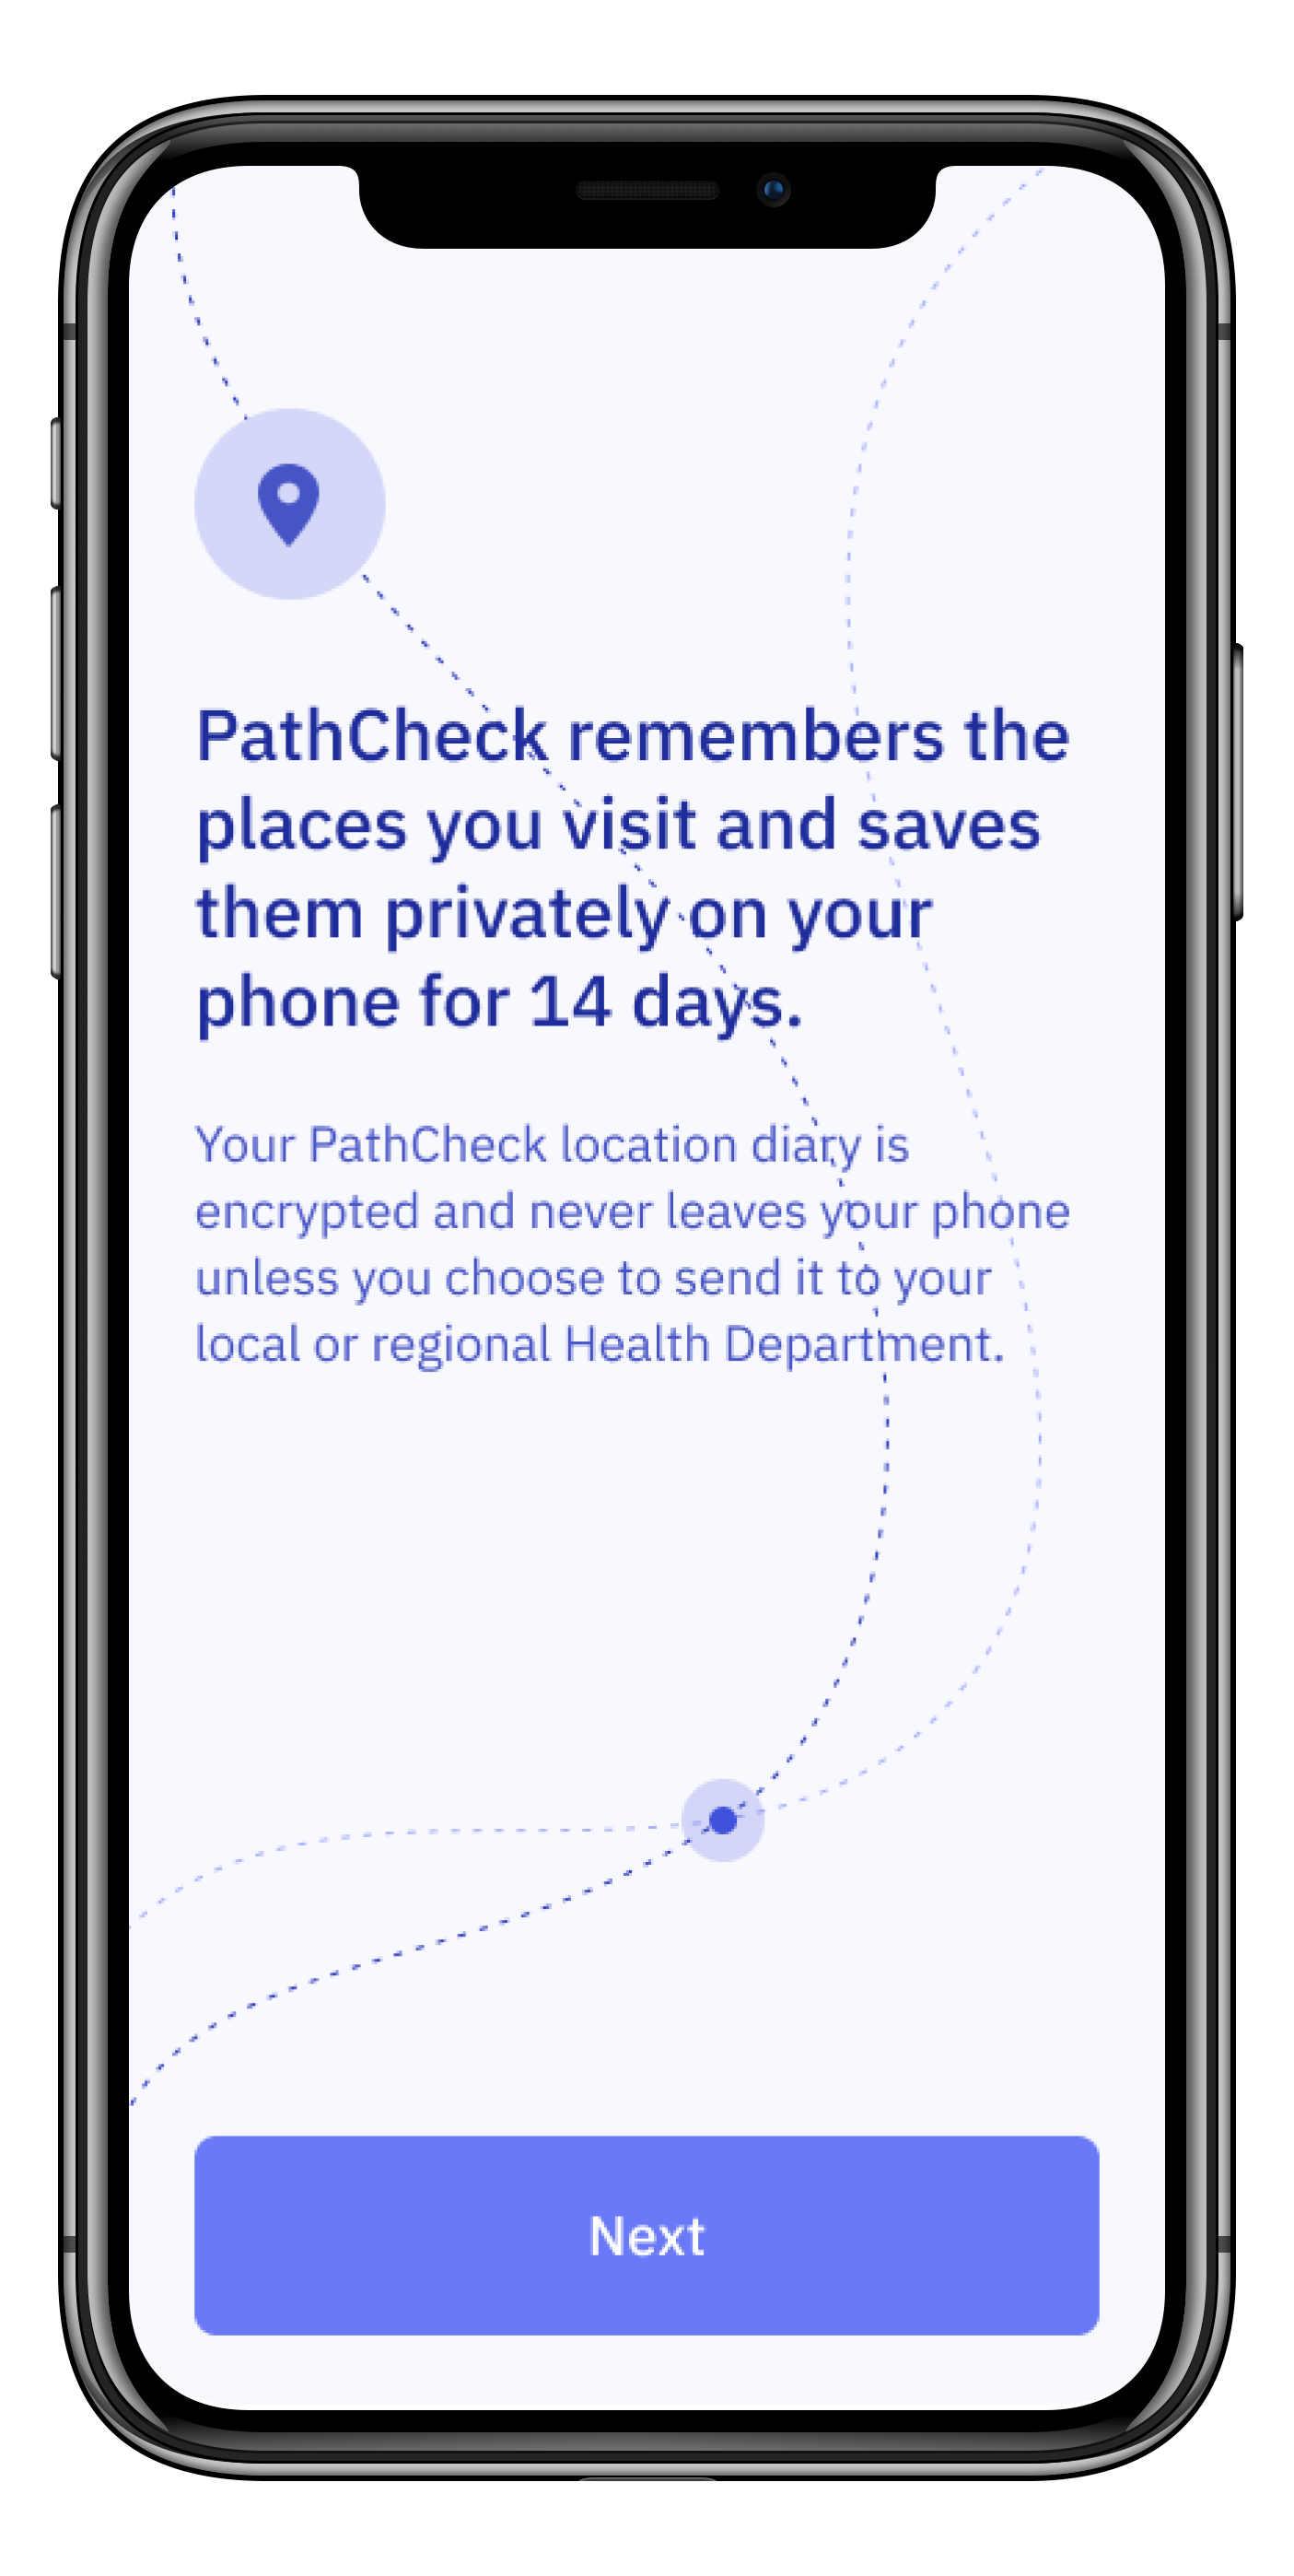 PathCheck remembers the
places you visit and saves
them privately on your
phone for 14 days.
Your PathCheck location diary is
encrypted and never leaves your phone
unless you choose to send it to your
local or regional Health Department.
Next